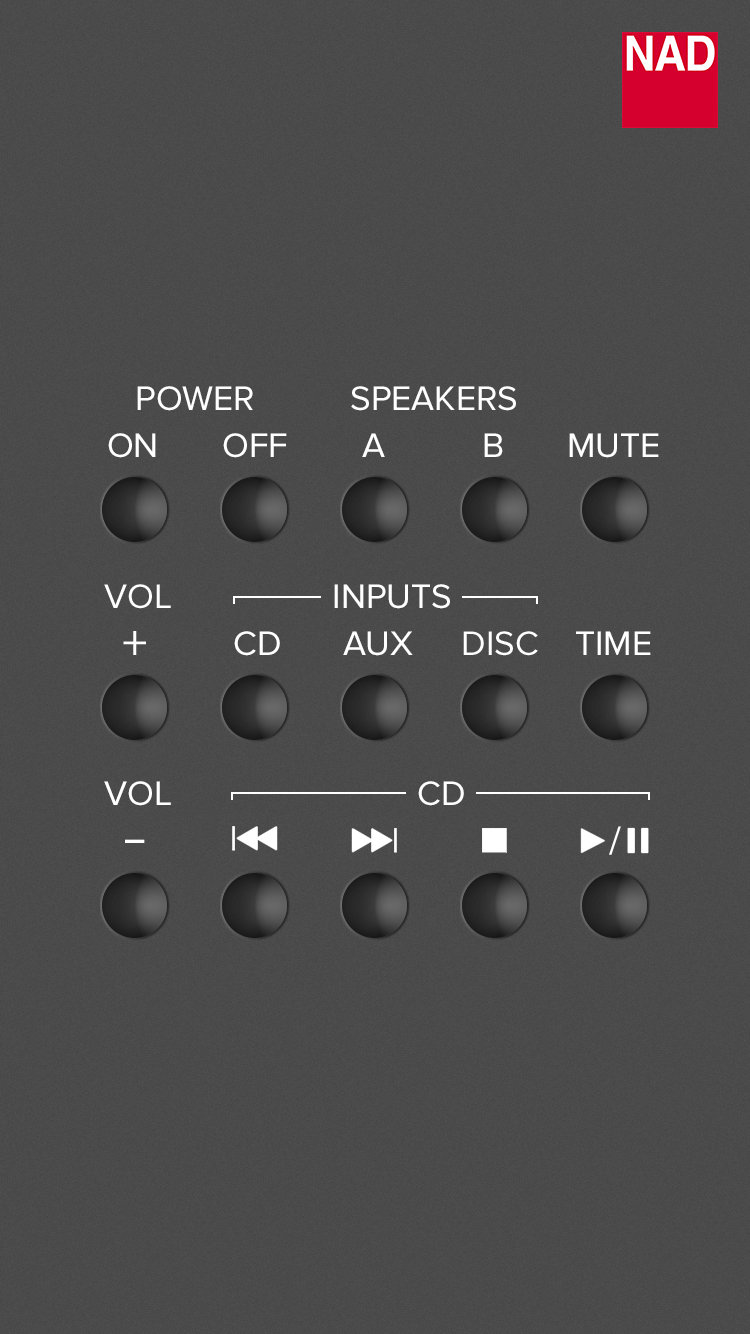 NAD
POWER SPEAKERS
ON OFF A B MUTE
VOL INPUTS
+ CD AUX DISC TIME
VOL CD
− ⏮ ⏭ ■ ▶/⏸